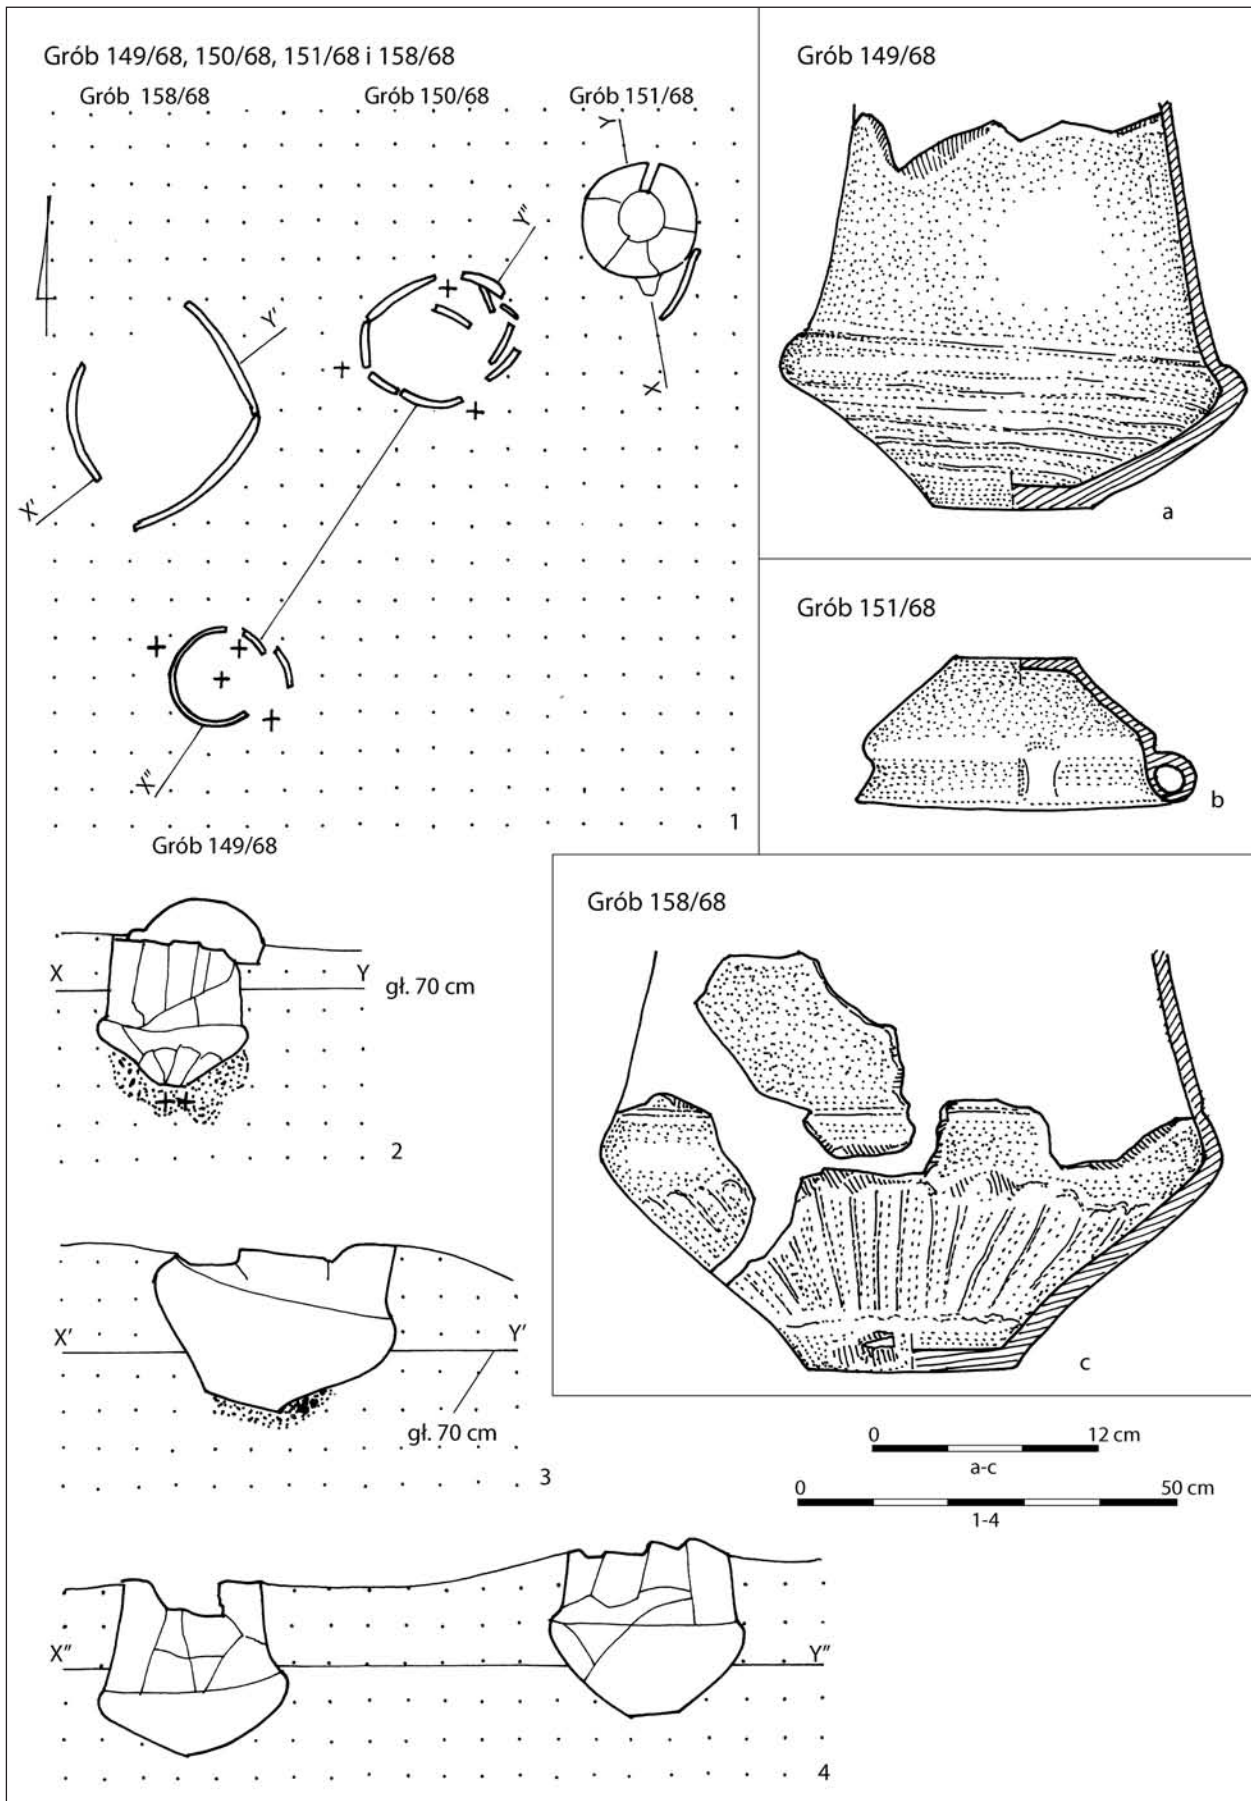 Grób 149/68, 150/68, 151/68 i 158/68
Grób 158/68
Grób 150/68
Grób 151/68
Y
Y"
Y'
X
X'
X"
1
Grób 149/68
X
Y
gł. 70 cm
2
X'
Y'
gł. 70 cm
3
X"
Y"
4
Grób 149/68
a
Grób 151/68
b
Grób 158/68
c
0 12 cm
a-c
0 50 cm
1-4